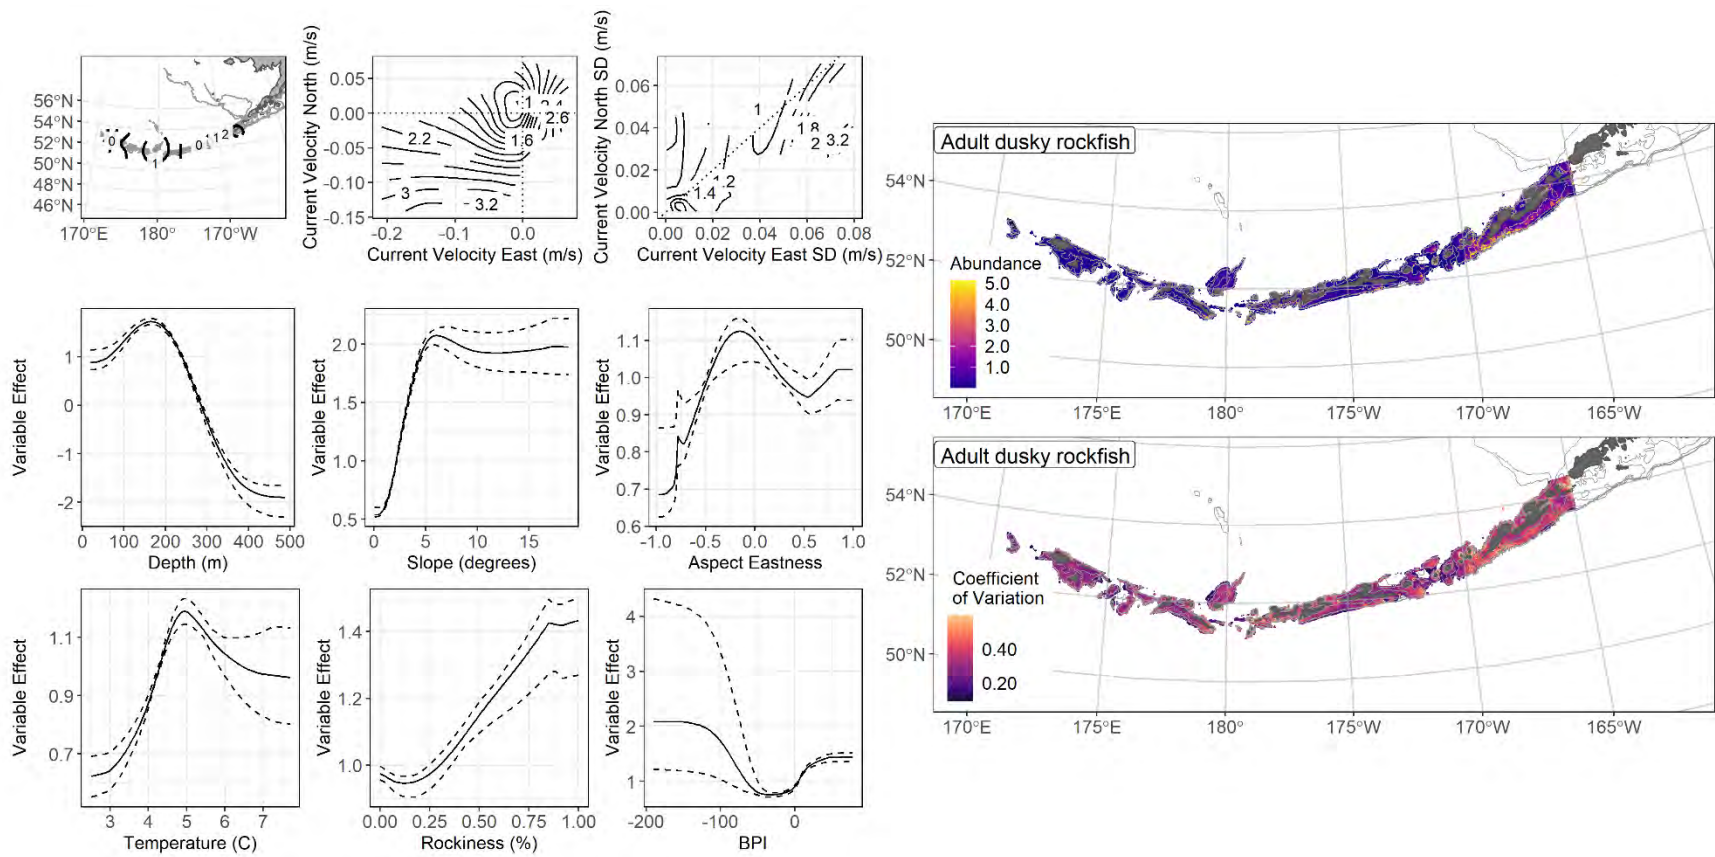 56°N
54°N
52°N
50°N
48°N
46°N
0
0
1
1
2
1
170°E
180°
170°W
Current Velocity North (m/s)
0.05
0.00
-0.05
-0.10
-0.15
1
2.6
2.2
1.6
3
3.2
-0.2
-0.1
0.0
Current Velocity East (m/s)
Current Velocity North SD (m/s)
0.06
0.04
0.02
0.00
1
1.8
2
3.2
1.2
1.4
0.00
0.02
0.04
0.06
0.08
Current Velocity East SD (m/s)
Variable Effect
1
0
-1
-2
0
100
200
300
400
500
Depth (m)
Variable Effect
2.0
1.5
1.0
0.5
0
5
10
15
Slope (degrees)
Variable Effect
1.1
1.0
0.9
0.8
0.7
0.6
-1.0
-0.5
0.0
0.5
1.0
Aspect Eastness
Variable Effect
1.1
0.9
0.7
3
4
5
6
7
Temperature (C)
Variable Effect
1.4
1.2
1.0
0.00
0.25
0.50
0.75
1.00
Rockiness (%)
Variable Effect
4
3
2
1
-200
-100
0
BPI
Adult dusky rockfish
54°N
52°N
50°N
Abundance
5.0
4.0
3.0
2.0
1.0
170°E
175°E
180°
175°W
170°W
165°W
Adult dusky rockfish
54°N
52°N
50°N
Coefficient
of Variation
0.40
0.20
170°E
175°E
180°
175°W
170°W
165°W